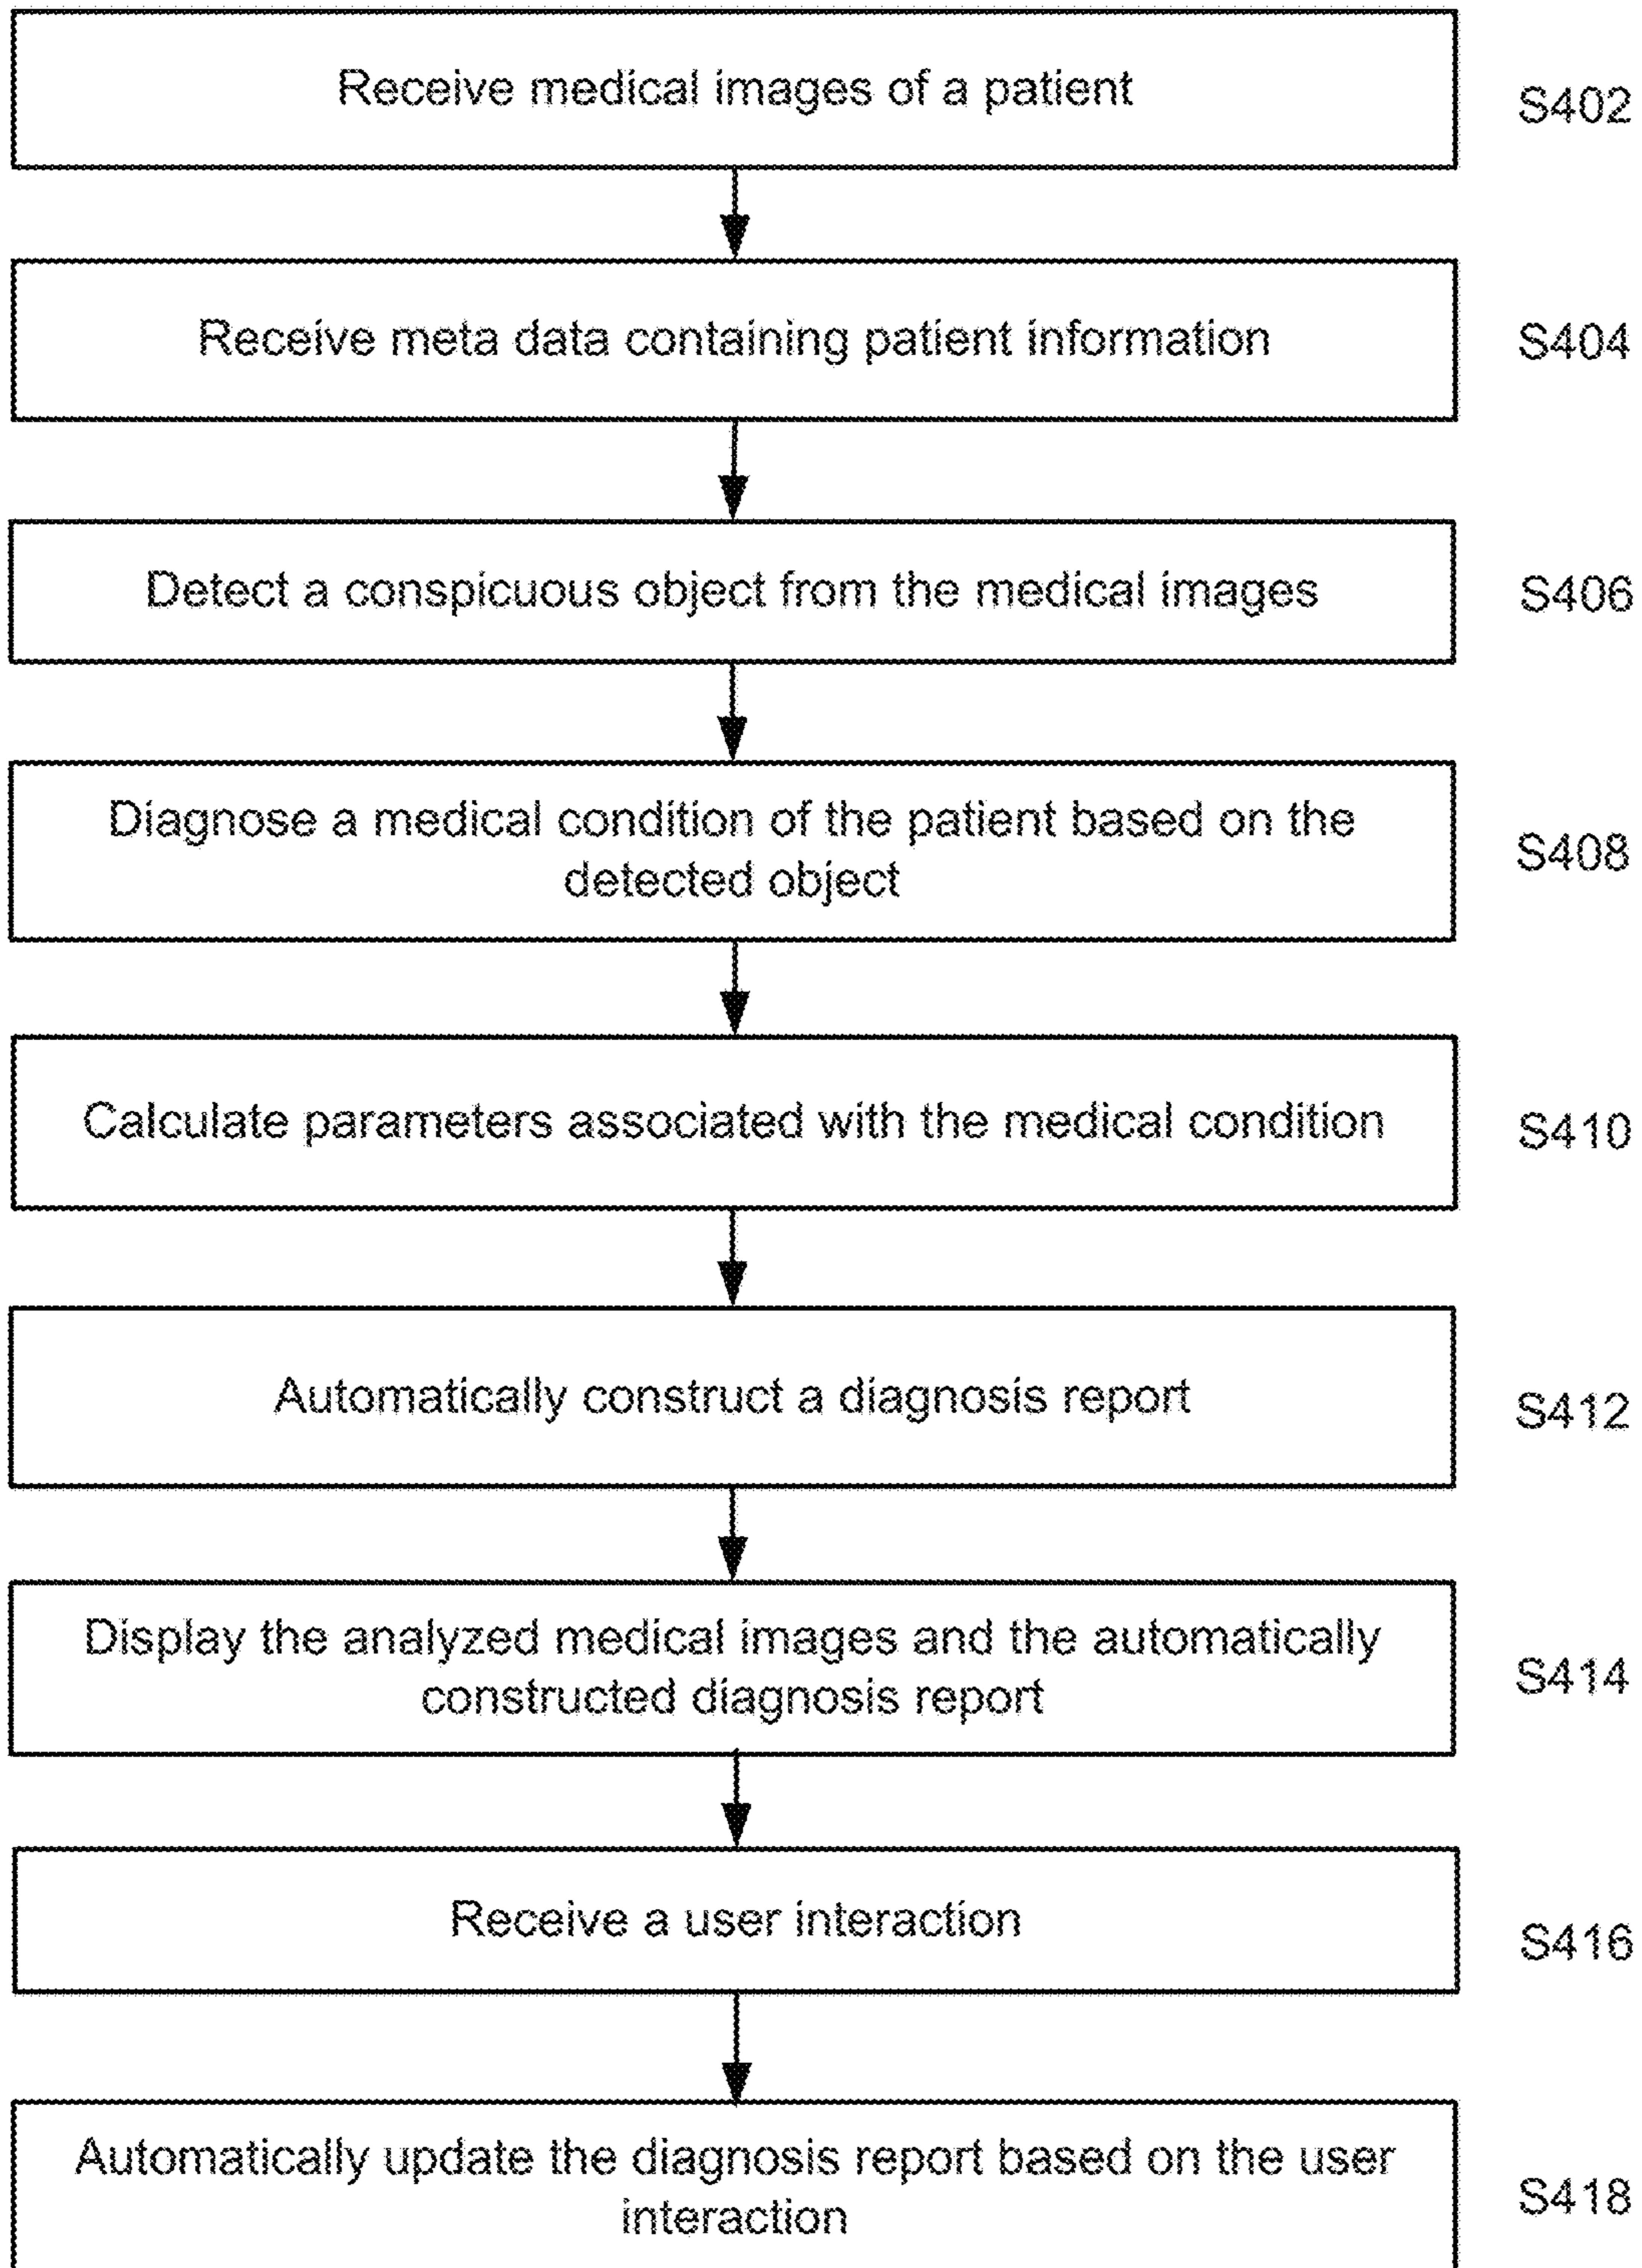 Receive medical images of a patient
S402
Receive meta data containing patient information
S404
Detect a conspicuous object from the medical images
S406
Diagnose a medical condition of the patient based on the
detected object
S408
Calculate parameters associated with the medical condition
S410
Automatically construct a diagnosis report
S412
Display the analyzed medical images and the automatically
constructed diagnosis report
S414
Receive a user interaction
S416
Automatically update the diagnosis report based on the user
interaction
S418